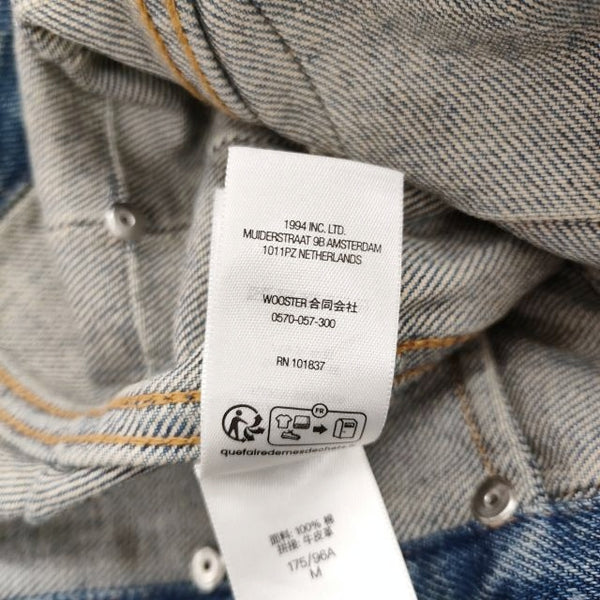 1994 INC. LTD.
MUIDERSTRAAT 9B AMSTERDAM
1011PZ NETHERLANDS
WOOSTER 合同会社
0570-057-300
RN 101837
FR
quefairedemesdechets.
面料: 100% 棉
拼接: 牛皮革
175/96A
M